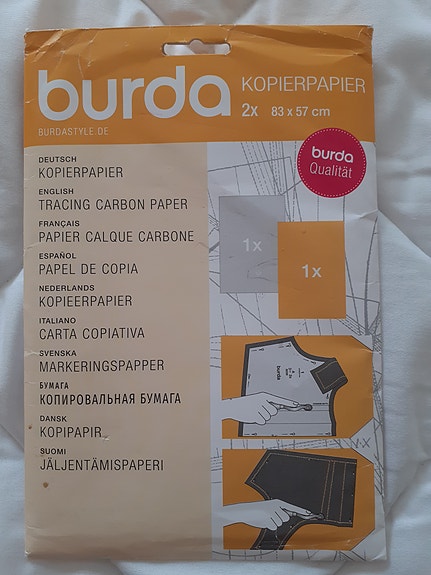 burda
BURDASTYLE.DE
KOPIERPAPIER
2x 83 x 57 cm
burda
Qualität
DEUTSCH
KOPIERPAPIER
ENGLISH
TRACING CARBON PAPER
FRANÇAIS
PAPIER CALQUE CARBONE
ESPAÑOL
PAPEL DE COPIA
NEDERLANDS
KOPIEERPAPIER
ITALIANO
CARTA COPIATIVA
SVENSKA
MARKERINGSPAPPER
БУМАГА
КОПИРОВАЛЬНАЯ БУМАГА
DANSK
KOPIPAPIR
SUOMI
JÄLJENTÄMISPAPERI
1x
1x
burda